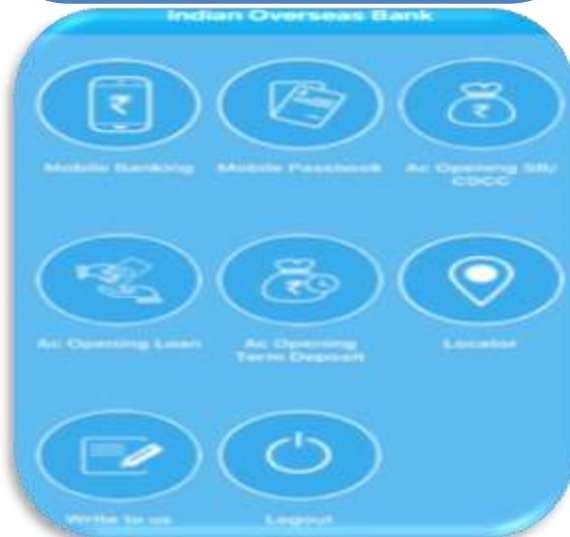 Indian Overseas Bank
Mobile Banking
Mobile Passbook
Ac Opening SB/
CDCC
Ac Opening Loan
Ac Opening
Term Deposit
Locator
Write to us
Logout